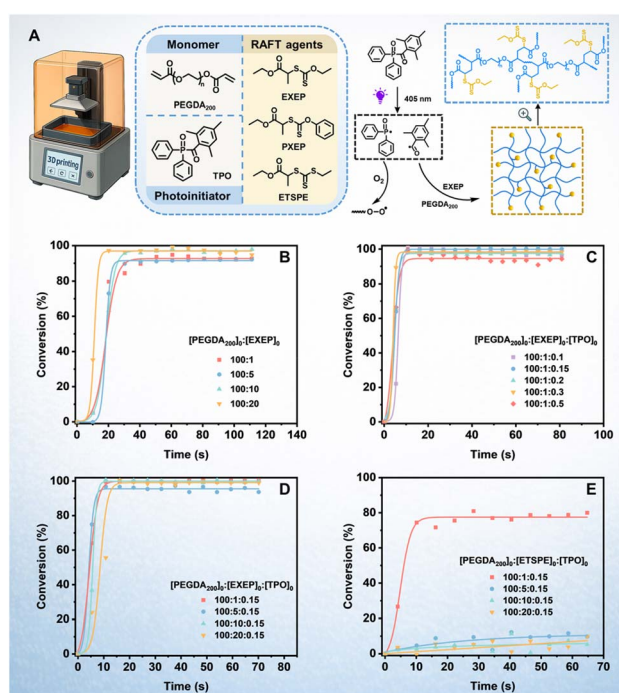 A
Monomer
RAFT agents
O
O
n
O
O
PEGDA200
EXEP
PXEP
ETSPE
TPO
Photoinitiator
3D printing
405 nm
O2
EXEP
PEGDA200
B
Conversion (%)
100
80
60
40
20
0
[PEGDA200]0:[EXEP]0
100:1
100:5
100:10
100:20
0 20 40 60 80 100 120 140
Time (s)
C
Conversion (%)
100
80
60
40
20
0
[PEGDA200]0:[EXEP]0:[TPO]0
100:1:0.1
100:1:0.15
100:1:0.2
100:1:0.3
100:1:0.5
0 20 40 60 80 100
Time (s)
D
Conversion (%)
100
80
60
40
20
0
[PEGDA200]0:[EXEP]0:[TPO]0
100:1:0.15
100:5:0.15
100:10:0.15
100:20:0.15
0 10 20 30 40 50 60 70 80
Time (s)
E
Conversion (%)
100
80
60
40
20
0
[PEGDA200]0:[ETSPE]0:[TPO]0
100:1:0.15
100:5:0.15
100:10:0.15
100:20:0.15
0 10 20 30 40 50 60 70
Time (s)